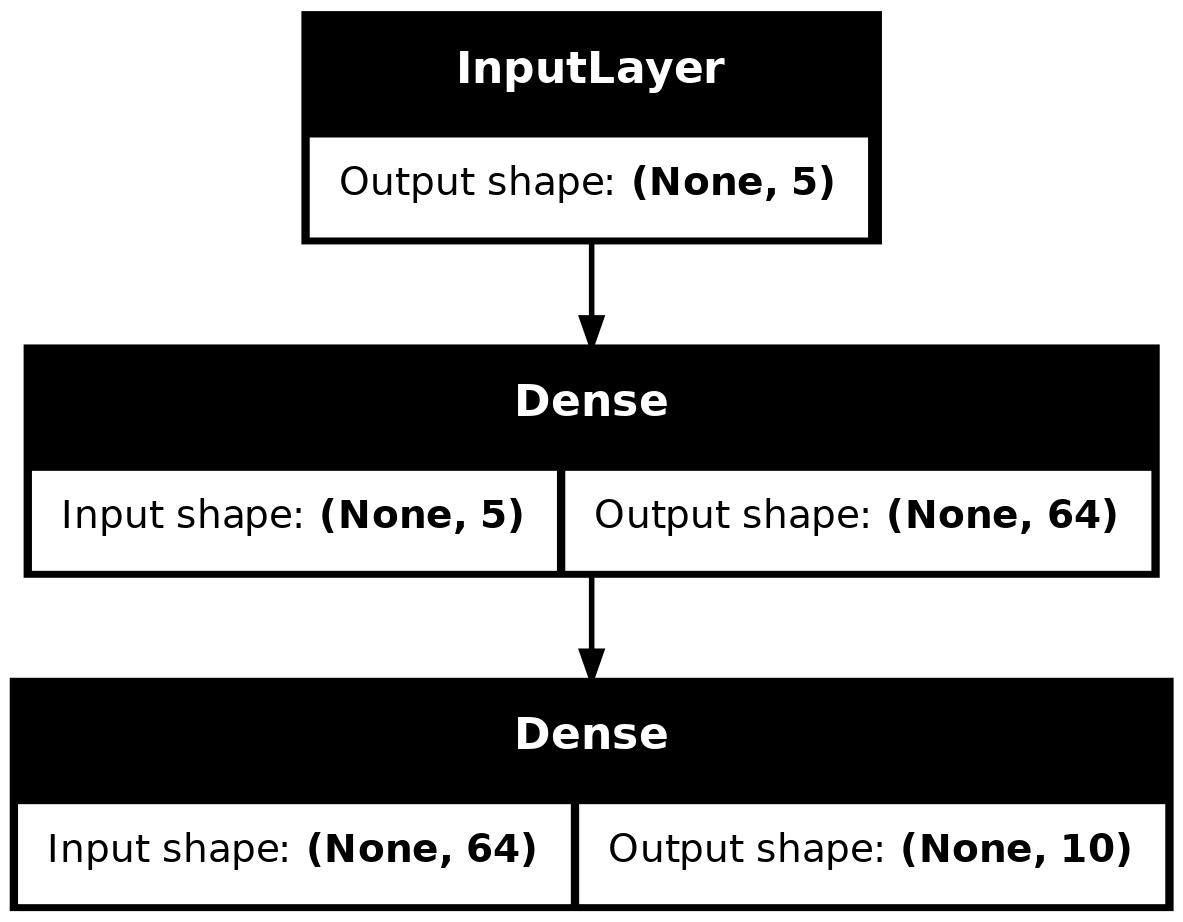 InputLayer
Output shape: (None, 5)
Dense
Input shape: (None, 5) Output shape: (None, 64)
Dense
Input shape: (None, 64) Output shape: (None, 10)